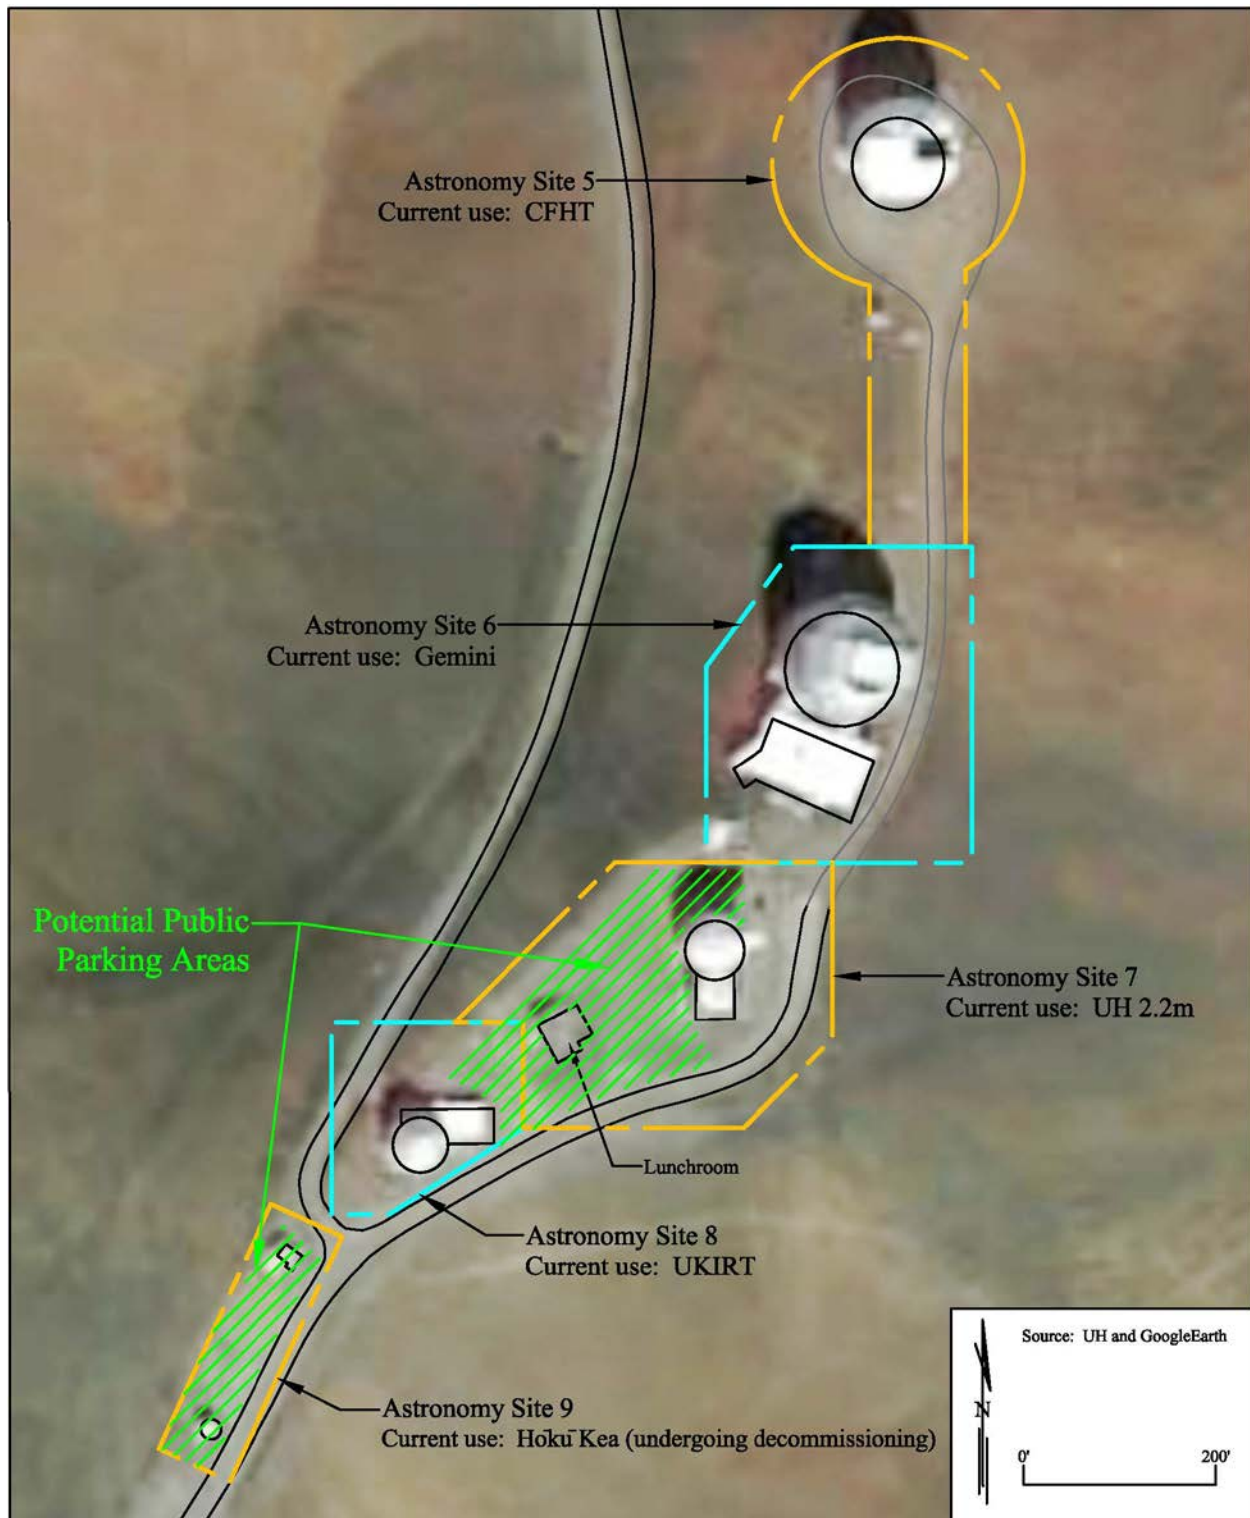 Astronomy Site 5
Current use: CFHT
Astronomy Site 6
Current use: Gemini
Potential Public
Parking Areas
Astronomy Site 7
Current use: UH 2.2m
Lunchroom
Astronomy Site 8
Current use: UKIRT
Astronomy Site 9
Current use: Hōkū Kea (undergoing decommissioning)
Source: UH and GoogleEarth
N
0'
200'